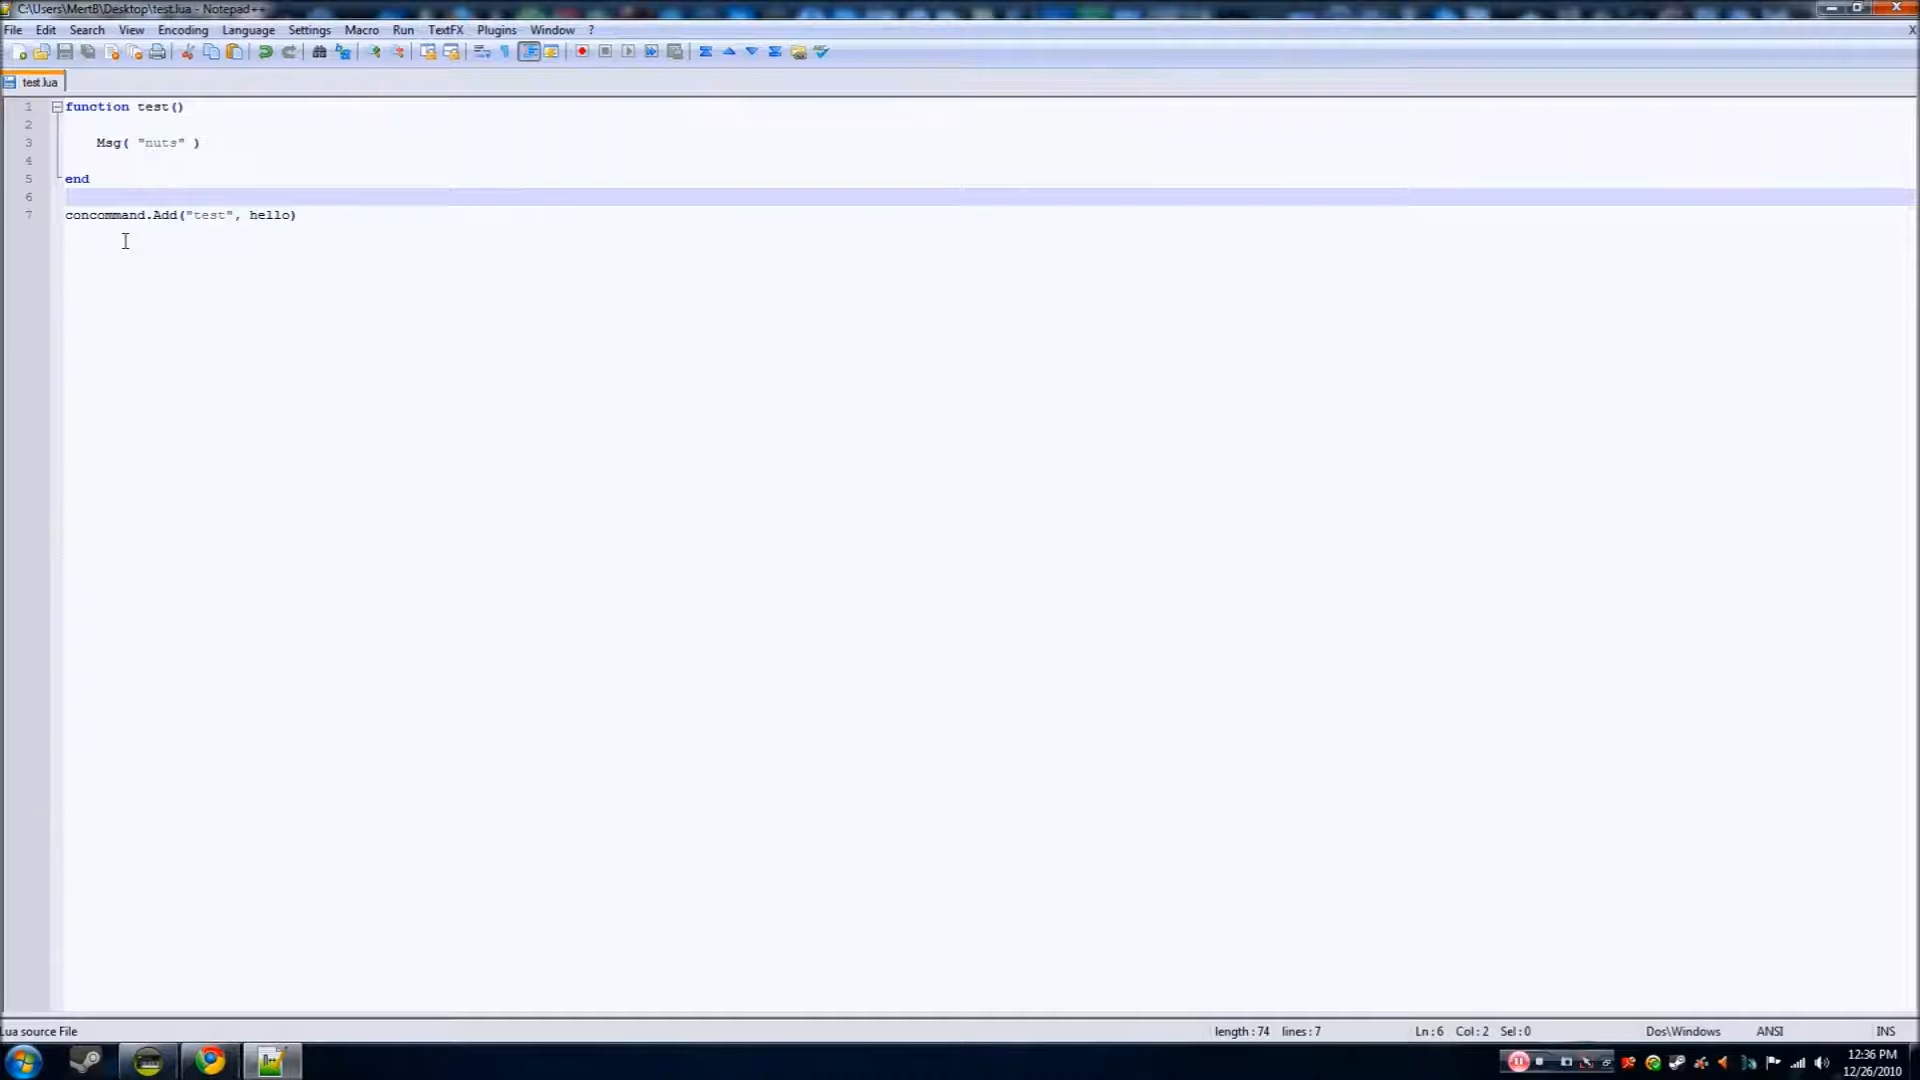 C:\Users\MertB\Desktop\test.lua - Notepad++
File Edit Search View Encoding Language Settings Macro Run TextFX Plugins Window ?
X
test.lua
1 function test()
2
3 Msg( "nuts" )
4
5 end
6
7 concommand.Add("test", hello)
Lua source File
length : 74 lines : 7
Ln : 6 Col : 2 Sel : 0
Dos\Windows
ANSI
INS
12:36 PM
12/26/2010